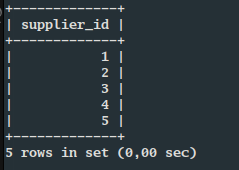 +-------------+
| supplier_id |
+-------------+
|           1 |
|           2 |
|           3 |
|           4 |
|           5 |
+-------------+
5 rows in set (0,00 sec)